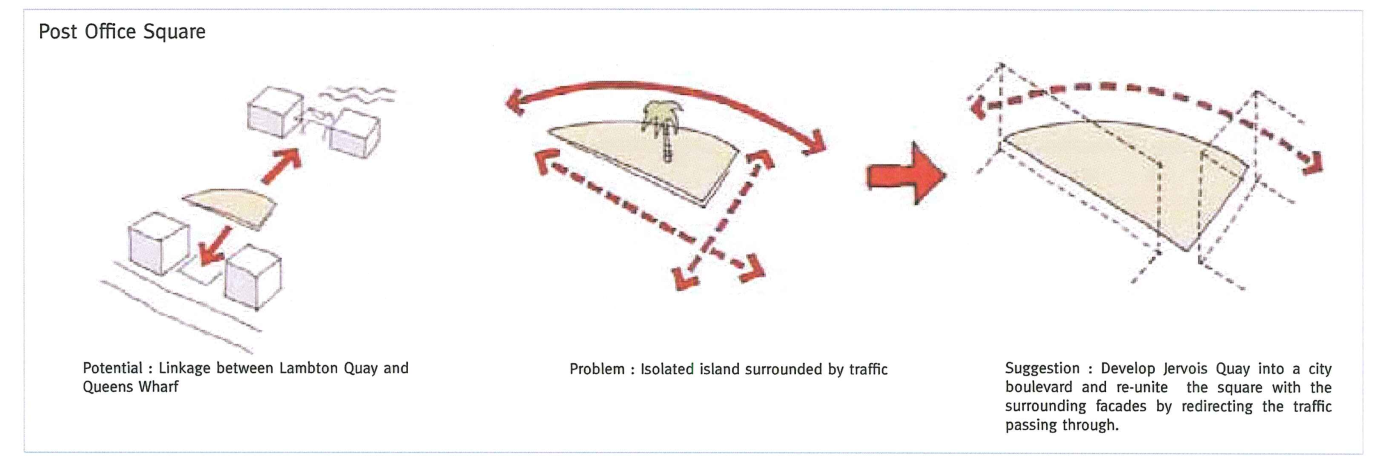 Post Office Square
Potential : Linkage between Lambton Quay and
Queens Wharf
Problem : Isolated island surrounded by traffic
Suggestion : Develop Jervois Quay into a city
boulevard and re-unite the square with the
surrounding facades by redirecting the traffic
passing through.